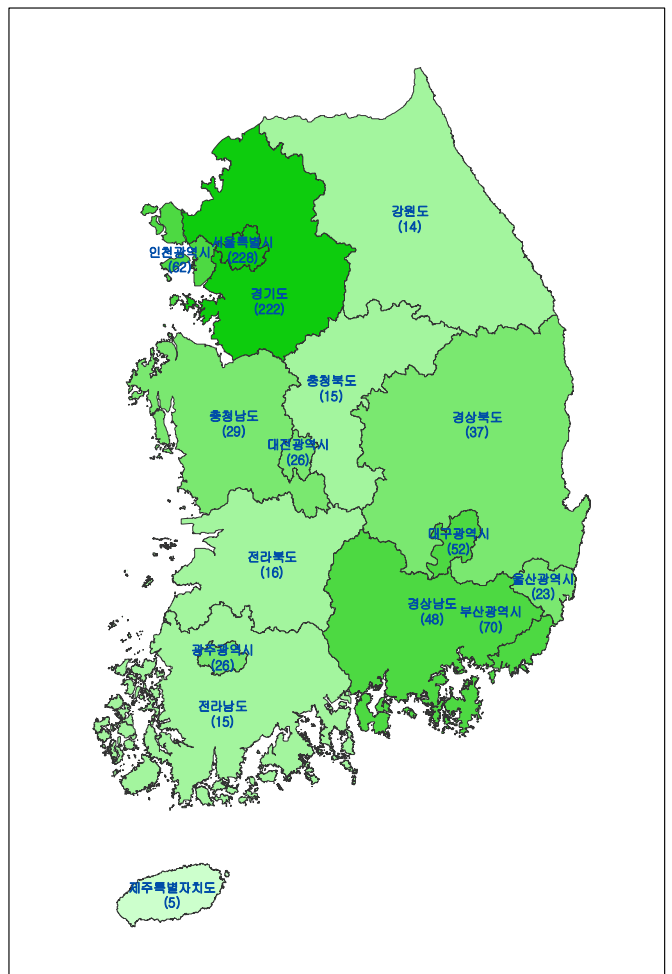 강원도
(14)
서울특별시
(228)
인천광역시
(62)
경기도
(222)
충청북도
(15)
충청남도
(29)
경상북도
(37)
대전광역시
(26)
대구광역시
(52)
전라북도
(16)
울산광역시
(23)
경상남도
(48)
부산광역시
(70)
광주광역시
(26)
전라남도
(15)
제주특별자치도
(5)